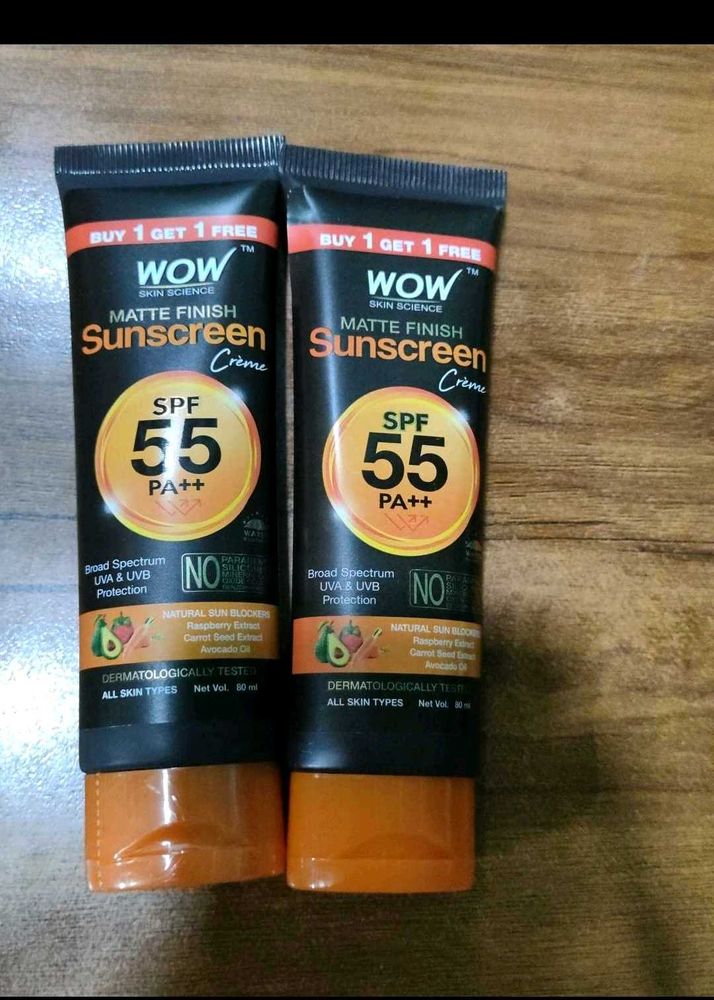 BUY 1 GET 1 FREE
WOW™
SKIN SCIENCE
MATTE FINISH
Sunscreen
Crème
SPF
55
PA++
Broad Spectrum
UVA & UVB
Protection
NO
NATURAL SUN BLOCKERS
Raspberry Extract
Carrot Seed Extract
Avocado Oil
DERMATOLOGICALLY TESTED
ALL SKIN TYPES Net Vol. 80 ml
BUY 1 GET 1 FREE
WOW™
SKIN SCIENCE
MATTE FINISH
Sunscreen
Crème
SPF
55
PA++
Broad Spectrum
UVA & UVB
Protection
NO
NATURAL SUN BLOCKERS
Raspberry Extract
Carrot Seed Extract
Avocado Oil
DERMATOLOGICALLY TESTED
ALL SKIN TYPES Net Vol. 80 ml